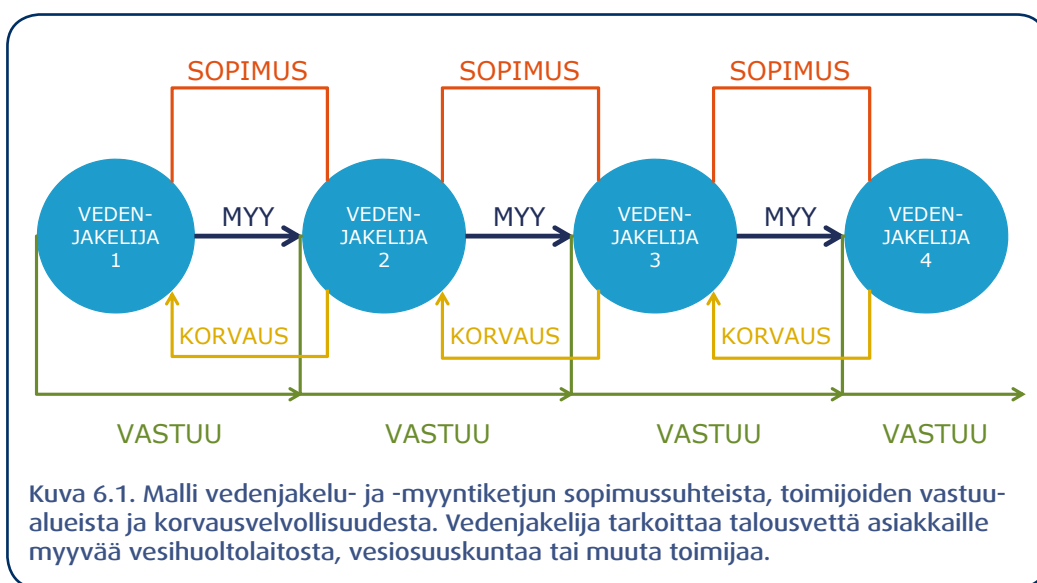 SOPIMUS SOPIMUS SOPIMUS
VEDEN-
JAKELIJA
1
MYY
VEDEN-
JAKELIJA
2
MYY
VEDEN-
JAKELIJA
3
MYY
VEDEN-
JAKELIJA
4
KORVAUS KORVAUS KORVAUS
VASTUU VASTUU VASTUU VASTUU
Kuva 6.1. Malli vedenjakelu- ja -myyntiketjun sopimussuhteista, toimijoiden vastuu-
alueista ja korvausvelvollisuudesta. Vedenjakelija tarkoittaa talousvettä asiakkaille
myyvää vesihuoltolaitosta, vesiosuuskuntaa tai muuta toimijaa.